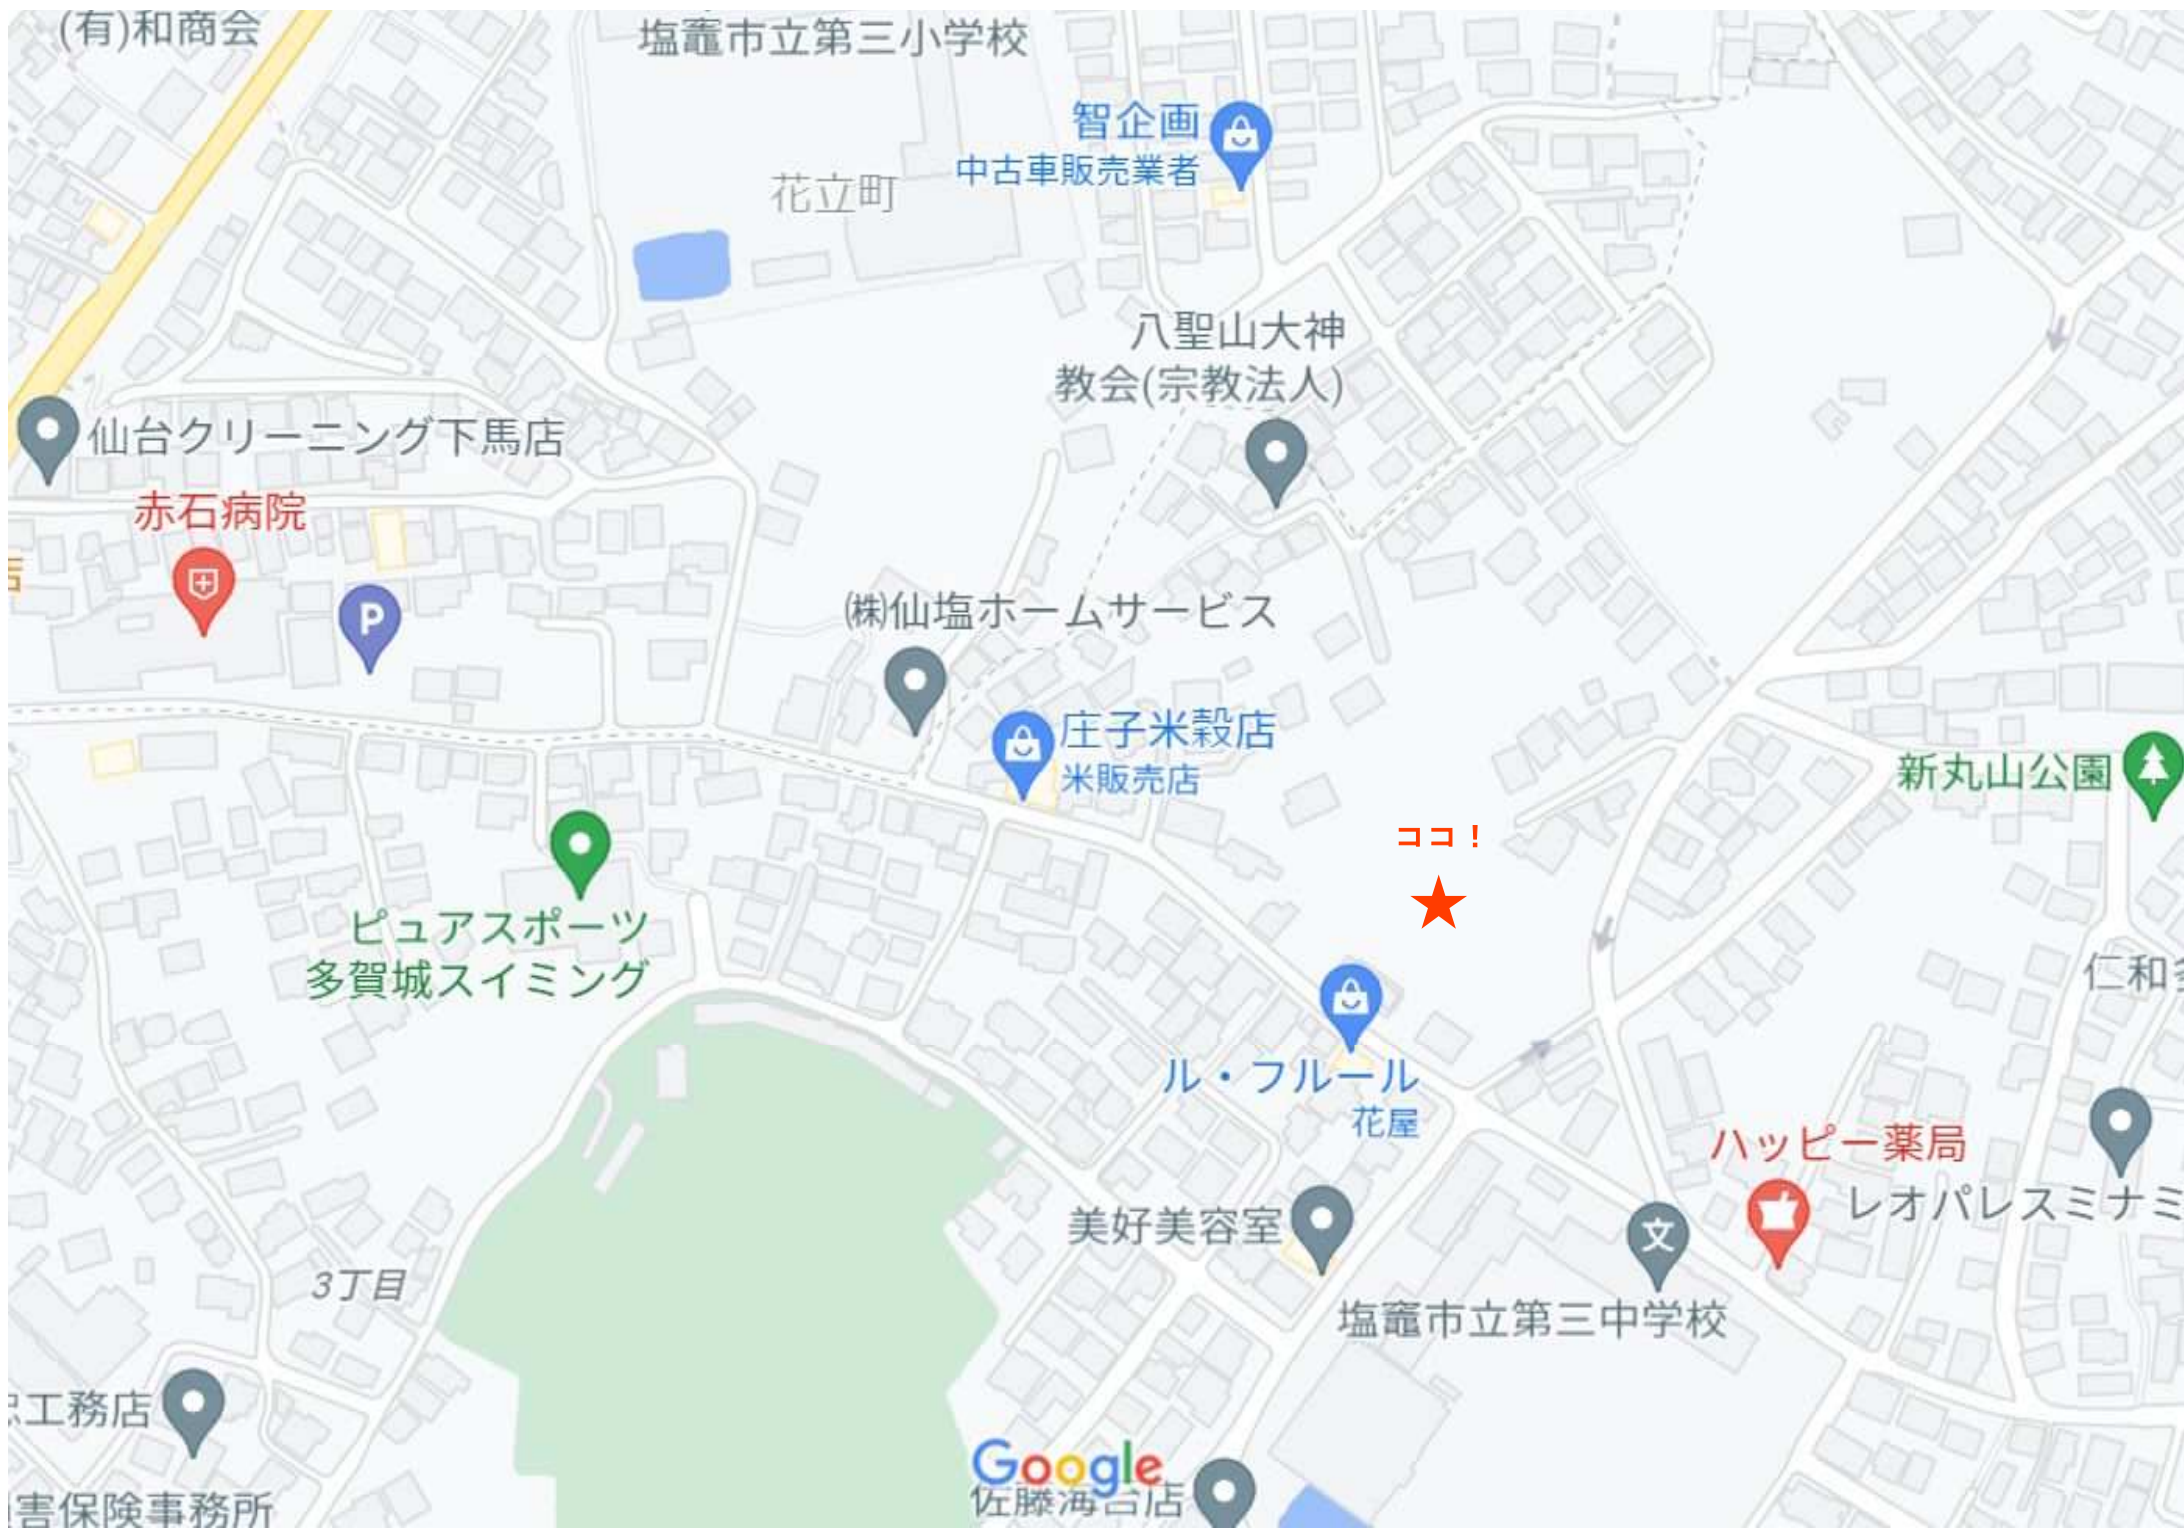 (有)和商会
塩竈市立第三小学校
智企画
中古車販売業者
花立町
八聖山大神
教会(宗教法人)
仙台クリーニング下馬店
赤石病院
店
P
㈱仙塩ホームサービス
庄子米穀店
米販売店
新丸山公園
ココ!
ピュアスポーツ
多賀城スイミング
仁和多
ル・フルール
花屋
ハッピー薬局
レオパレスミナミ
美好美容室
文
塩竈市立第三中学校
3丁目
工務店
Google
佐藤海苔店
害保険事務所